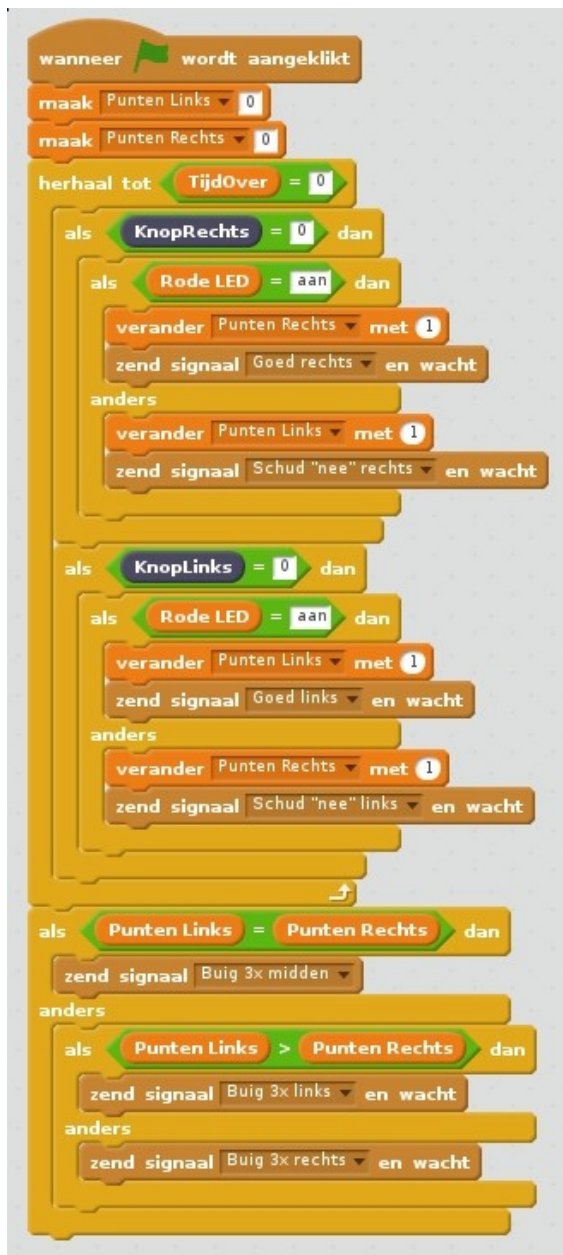 wanneer wordt aangeklikt
maak Punten Links 0
maak Punten Rechts 0
herhaal tot TijdOver = 0
als KnopRechts = 0 dan
als Rode LED = aan dan
verander Punten Rechts met 1
zend signaal Goed rechts en wacht
anders
verander Punten Links met 1
zend signaal Schud "nee" rechts en wacht
als KnopLinks = 0 dan
als Rode LED = aan dan
verander Punten Links met 1
zend signaal Goed links en wacht
anders
verander Punten Rechts met 1
zend signaal Schud "nee" links en wacht
als Punten Links = Punten Rechts dan
zend signaal Buig 3x midden
anders
als Punten Links > Punten Rechts dan
zend signaal Buig 3x links en wacht
anders
zend signaal Buig 3x rechts en wacht